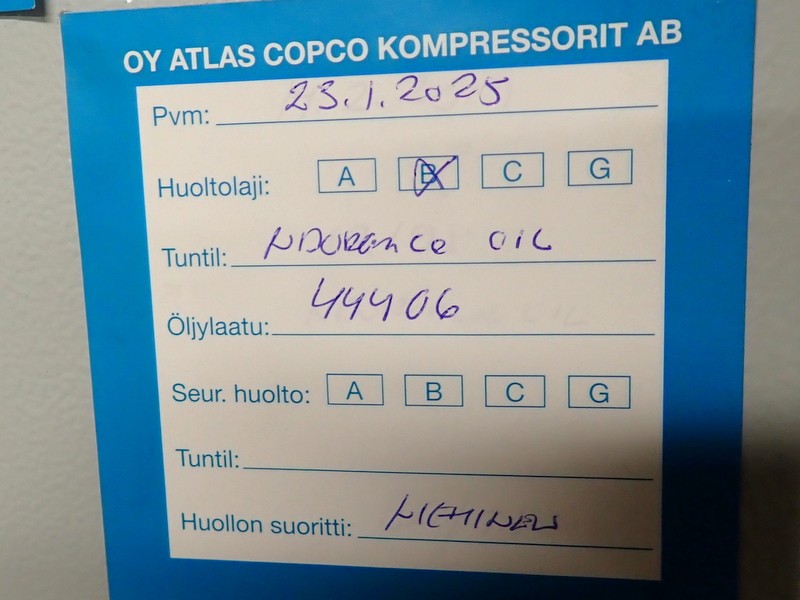 OY ATLAS COPCO KOMPRESSORIT AB
Pvm: 23.1.2025
Huoltolaji: A B C G
Tuntil: NDURANCE OIL
Öljylaatu: 44406
Seur. huolto: A B C G
Tuntil:
Huollon suoritti: NIEMINEN